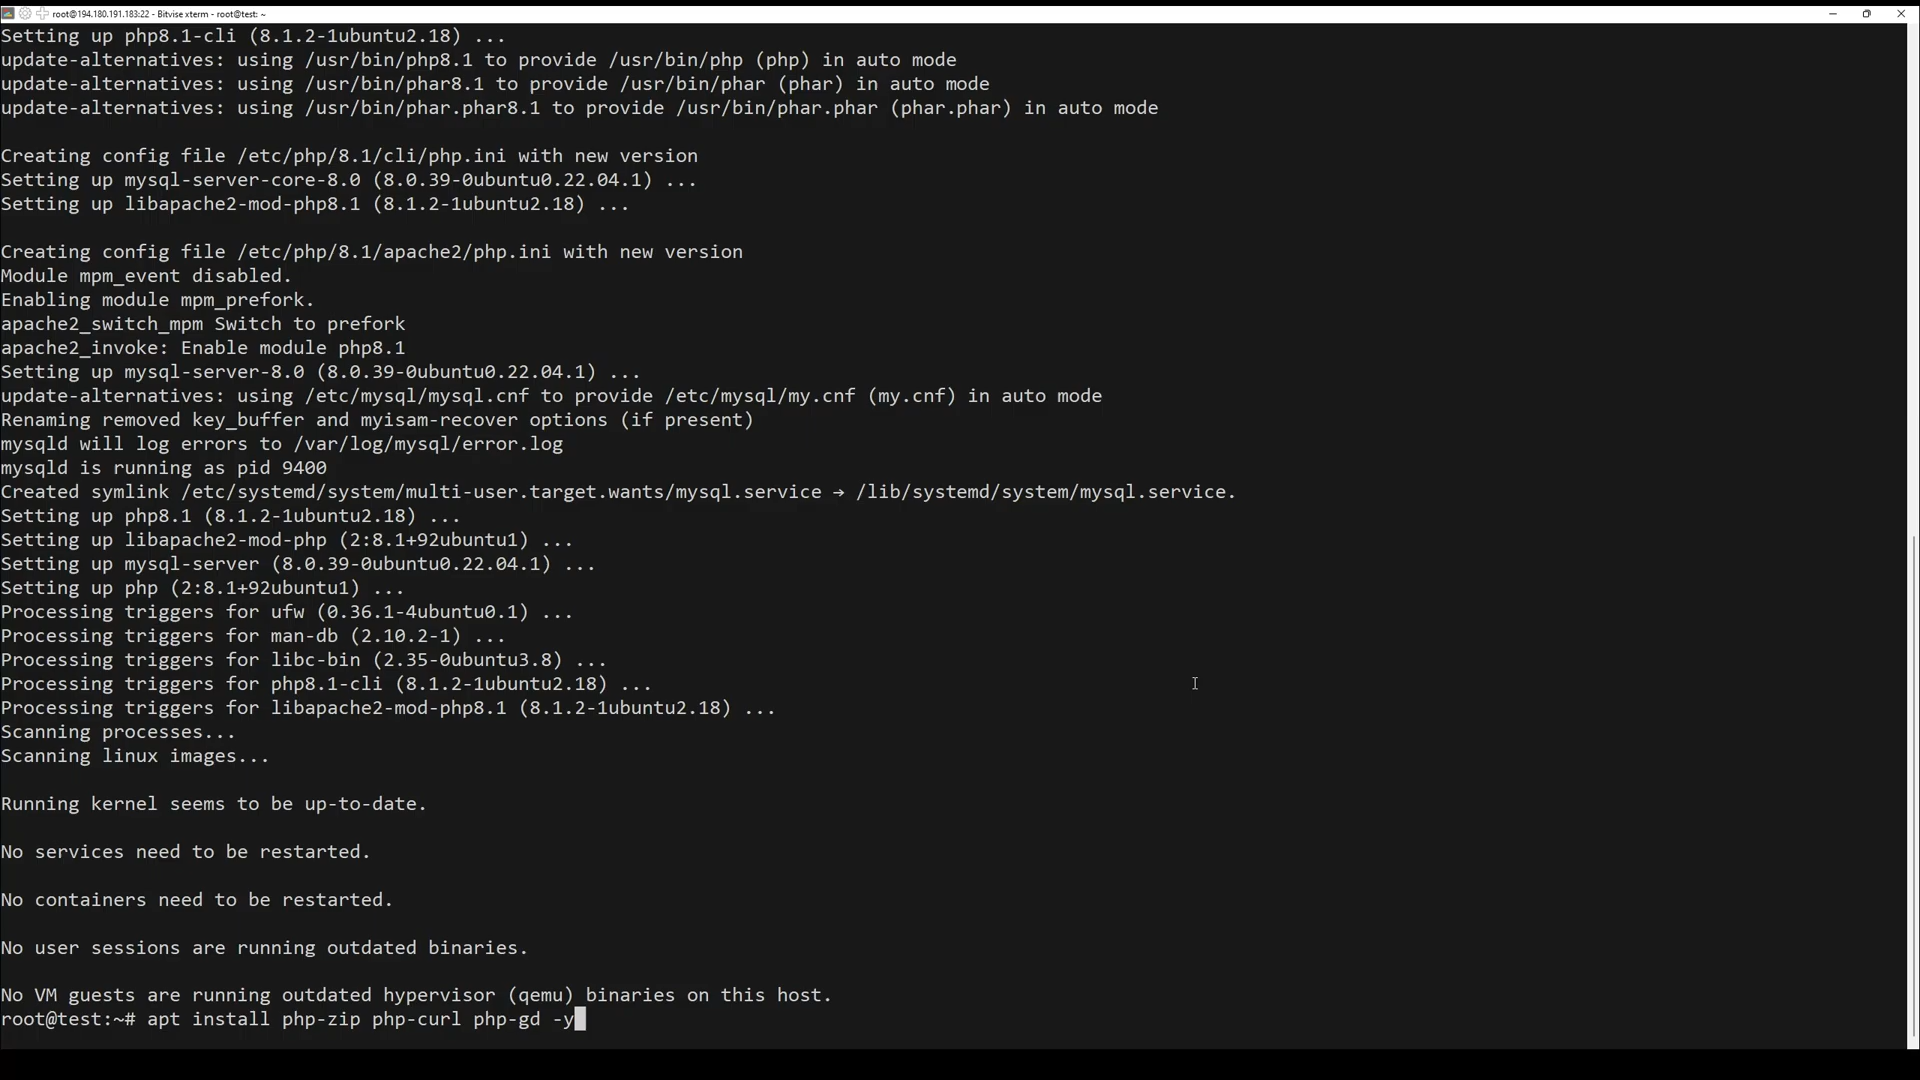 root@194.180.191.183:22 - Bitvise xterm - root@test: ~
Setting up php8.1-cli (8.1.2-1ubuntu2.18) ...
update-alternatives: using /usr/bin/php8.1 to provide /usr/bin/php (php) in auto mode
update-alternatives: using /usr/bin/phar8.1 to provide /usr/bin/phar (phar) in auto mode
update-alternatives: using /usr/bin/phar.phar8.1 to provide /usr/bin/phar.phar (phar.phar) in auto mode
Creating config file /etc/php/8.1/cli/php.ini with new version
Setting up mysql-server-core-8.0 (8.0.39-0ubuntu0.22.04.1) ...
Setting up libapache2-mod-php8.1 (8.1.2-1ubuntu2.18) ...
Creating config file /etc/php/8.1/apache2/php.ini with new version
Module mpm_event disabled.
Enabling module mpm_prefork.
apache2_switch_mpm Switch to prefork
apache2_invoke: Enable module php8.1
Setting up mysql-server-8.0 (8.0.39-0ubuntu0.22.04.1) ...
update-alternatives: using /etc/mysql/mysql.cnf to provide /etc/mysql/my.cnf (my.cnf) in auto mode
Renaming removed key_buffer and myisam-recover options (if present)
mysqld will log errors to /var/log/mysql/error.log
mysqld is running as pid 9400
Created symlink /etc/systemd/system/multi-user.target.wants/mysql.service → /lib/systemd/system/mysql.service.
Setting up php8.1 (8.1.2-1ubuntu2.18) ...
Setting up libapache2-mod-php (2:8.1+92ubuntu1) ...
Setting up mysql-server (8.0.39-0ubuntu0.22.04.1) ...
Setting up php (2:8.1+92ubuntu1) ...
Processing triggers for ufw (0.36.1-4ubuntu0.1) ...
Processing triggers for man-db (2.10.2-1) ...
Processing triggers for libc-bin (2.35-0ubuntu3.8) ...
Processing triggers for php8.1-cli (8.1.2-1ubuntu2.18) ...
Processing triggers for libapache2-mod-php8.1 (8.1.2-1ubuntu2.18) ...
Scanning processes...
Scanning linux images...
Running kernel seems to be up-to-date.
No services need to be restarted.
No containers need to be restarted.
No user sessions are running outdated binaries.
No VM guests are running outdated hypervisor (qemu) binaries on this host.
root@test:~# apt install php-zip php-curl php-gd -y